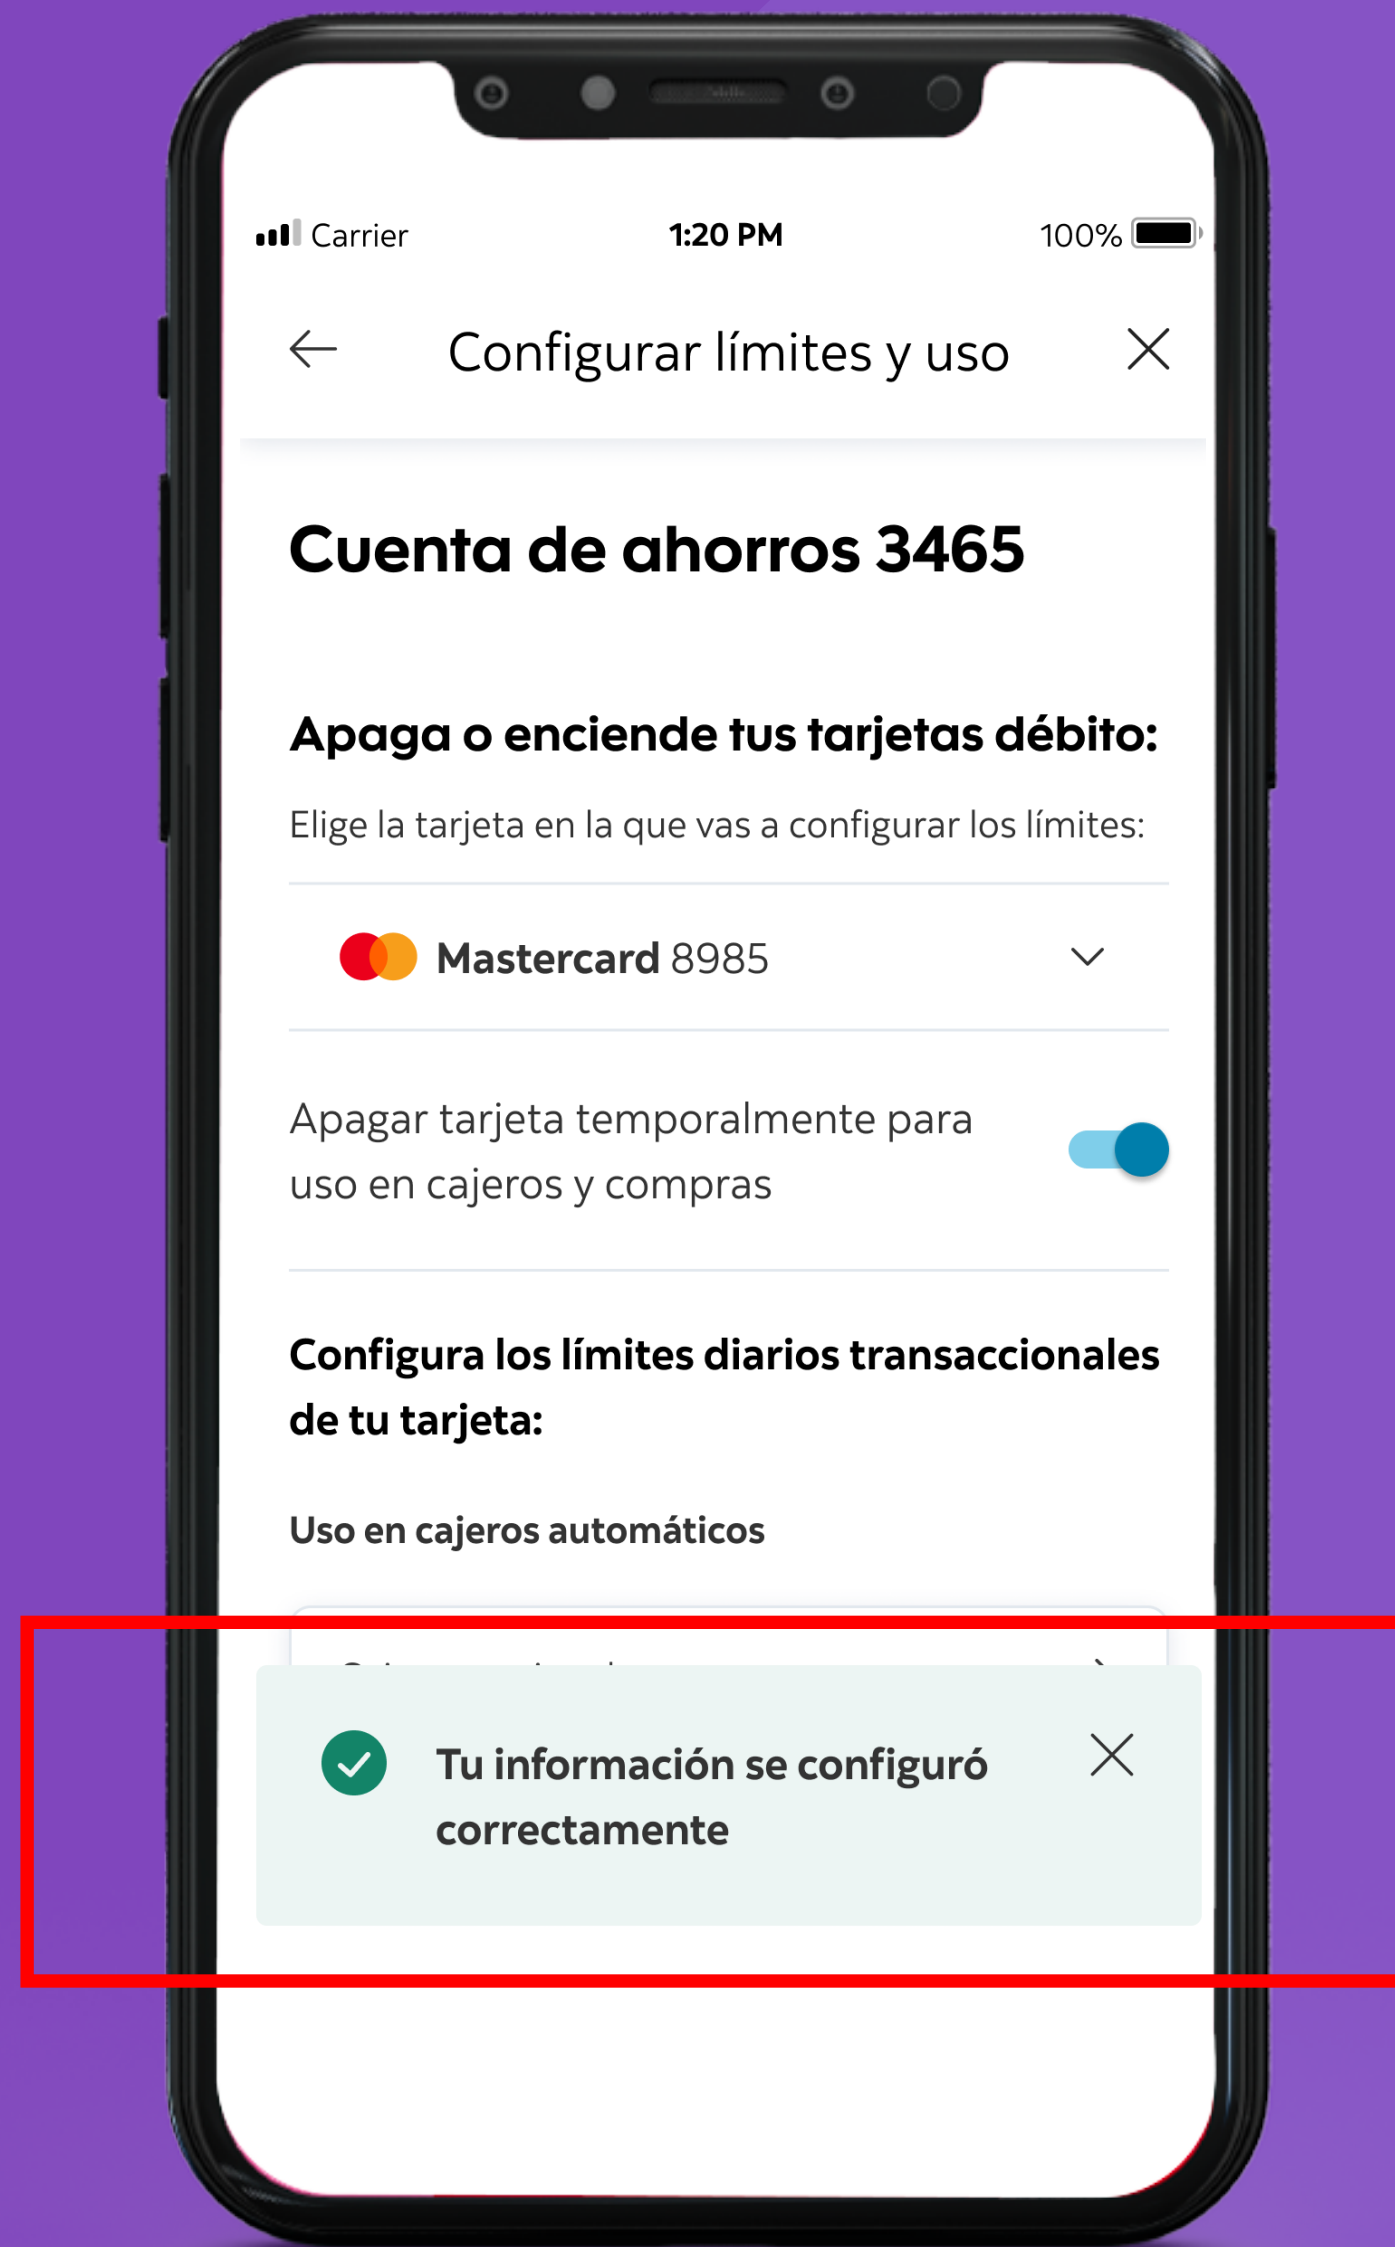 Carrier 1:20 PM 100%
Configurar límites y uso
Cuenta de ahorros 3465
Apaga o enciende tus tarjetas débito:
Elige la tarjeta en la que vas a configurar los límites:
Mastercard 8985
Apagar tarjeta temporalmente para
uso en cajeros y compras
Configura los límites diarios transaccionales
de tu tarjeta:
Uso en cajeros automáticos
Tu información se configuró
correctamente